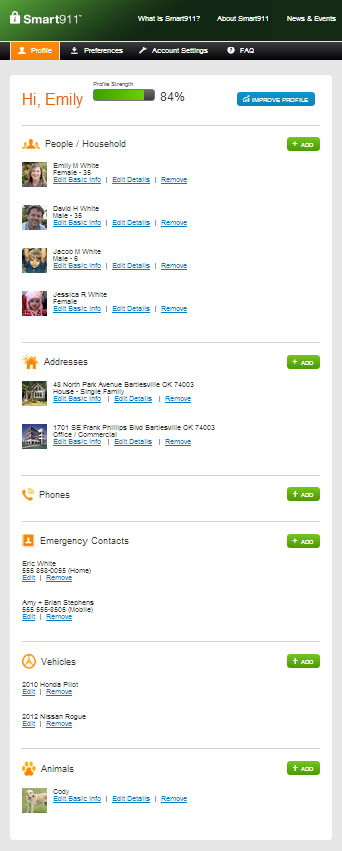 Smart911™
What is Smart911?
About Smart911
News & Events
Profile
Preferences
Account Settings
FAQ
Hi, Emily
Profile Strength
84%
IMPROVE PROFILE
People / Household
+ ADD
Emily M White
Female - 35
Edit Basic Info | Edit Details | Remove
David H White
Male - 35
Edit Basic Info | Edit Details | Remove
Jacob M White
Male - 6
Edit Basic Info | Edit Details | Remove
Jessica R White
Female
Edit Basic Info | Edit Details | Remove
Addresses
+ ADD
48 North Park Avenue Bartlesville OK 74003
House - Single Family
Edit Basic Info | Edit Details | Remove
1701 SE Frank Phillips Blvd Bartlesville OK 74003
Office / Commercial
Edit Basic Info | Edit Details | Remove
Phones
+ ADD
Emergency Contacts
+ ADD
Eric White
555 858-0055 (Home)
Edit | Remove
Amy + Brian Stephens
555 555-8505 (Mobile)
Edit | Remove
Vehicles
+ ADD
2010 Honda Pilot
Edit | Remove
2012 Nissan Rogue
Edit | Remove
Animals
+ ADD
Cody
Edit Basic Info | Edit Details | Remove